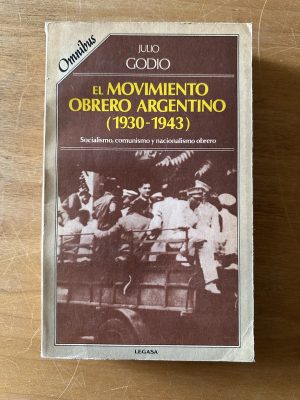 Omnibus
JULIO
GODIO
EL MOVIMIENTO
OBRERO ARGENTINO
(1930-1943)
Socialismo, comunismo y nacionalismo obrero
LEGASA